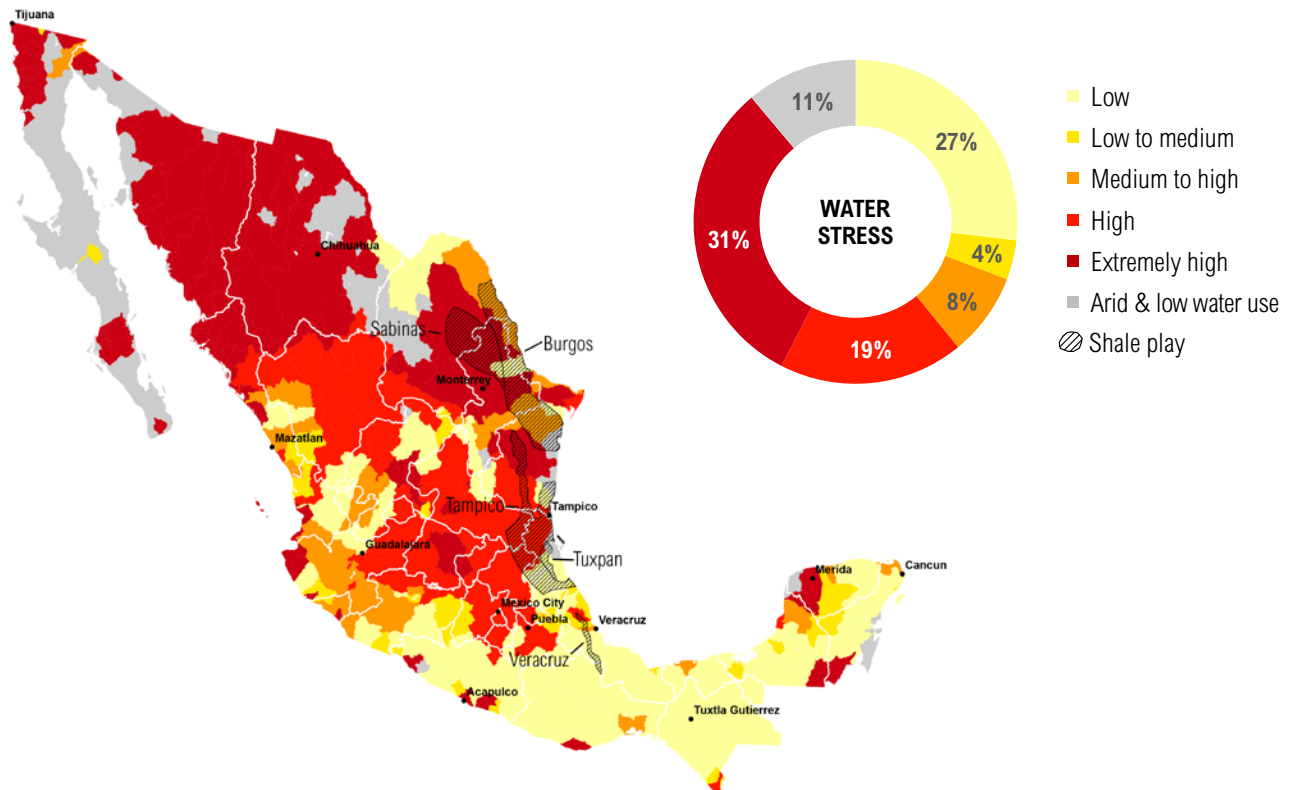 Tijuana
Chihuahua
Sabinas
Burgos
Monterrey
Mazatlan
Tampico
Tampico
Tuxpan
Guadalajara
Mexico City
Puebla
Veracruz
Veracruz
Acapulco
Tuxtla Gutierrez
Merida
Cancun
11%
27%
WATER
STRESS
31%
4%
8%
19%
Low
Low to medium
Medium to high
High
Extremely high
Arid & low water use
Shale play